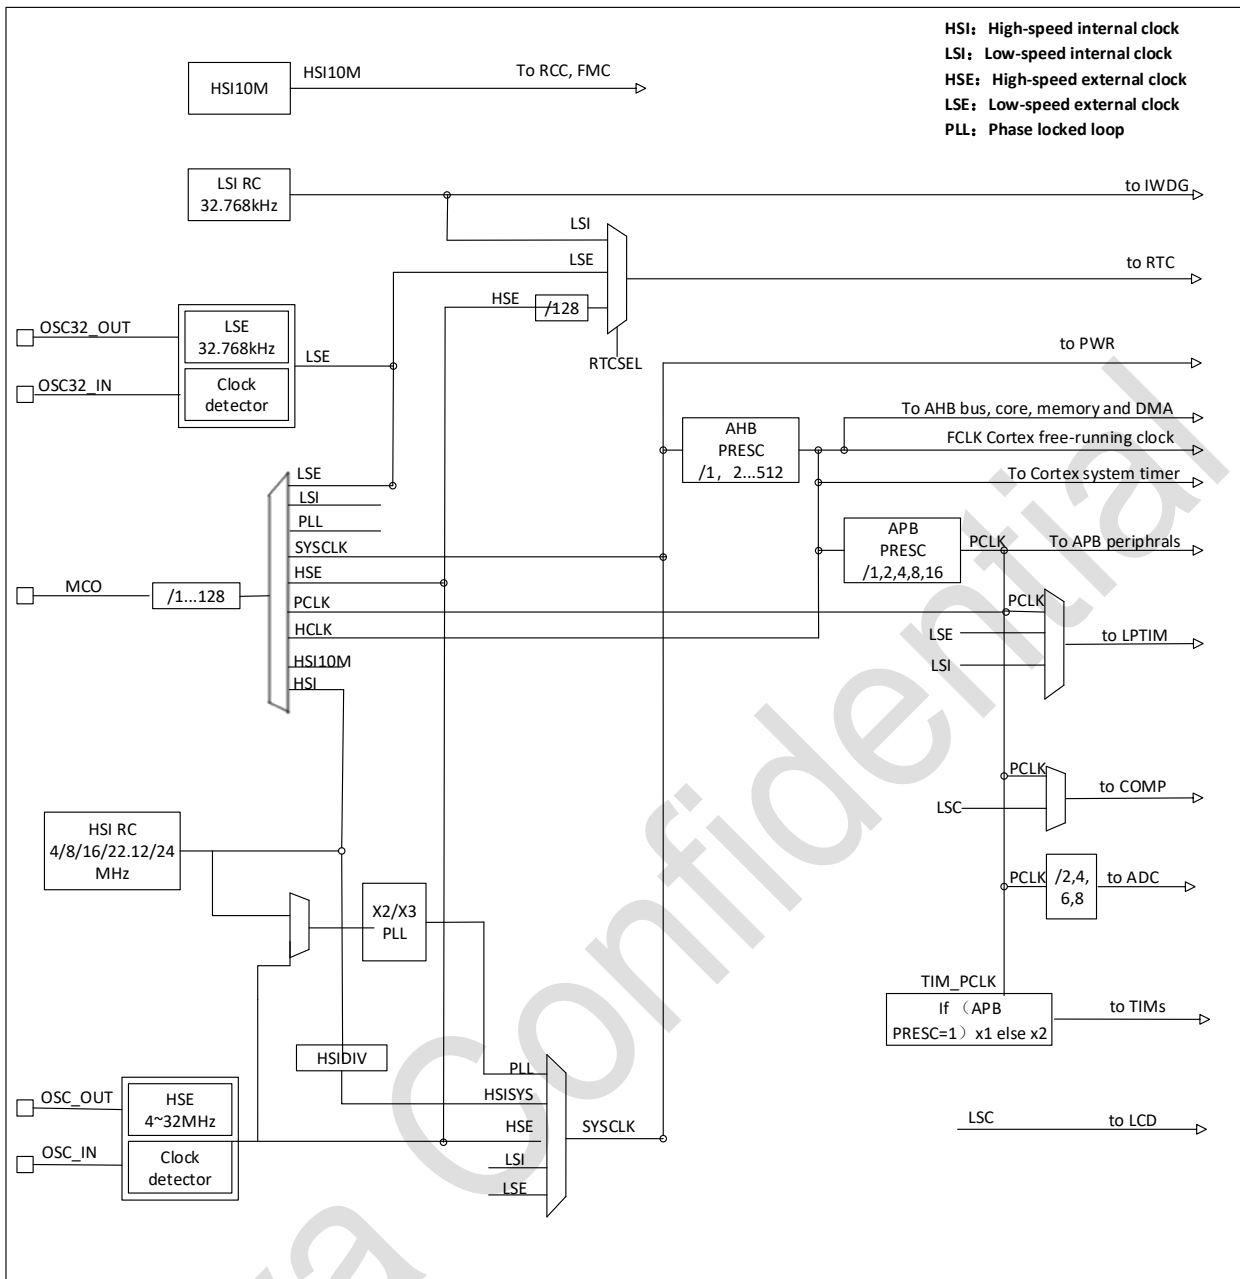 HSI：High-speed internal clock
LSI：Low-speed internal clock
HSE：High-speed external clock
LSE：Low-speed external clock
PLL：Phase locked loop
HSI10M
HSI10M
To RCC, FMC
LSI RC
32.768kHz
to IWDG
LSI
LSE
HSE
/128
RTCSEL
to RTC
OSC32_OUT
OSC32_IN
LSE
32.768kHz
Clock
detector
LSE
to PWR
AHB
PRESC
/1，2...512
To AHB bus, core, memory and DMA
FCLK Cortex free-running clock
To Cortex system timer
APB
PRESC
/1,2,4,8,16
PCLK
To APB periphrals
MCO
/1...128
LSE
LSI
PLL
SYSCLK
HSE
PCLK
HCLK
HSI10M
HSI
PCLK
LSE
LSI
to LPTIM
PCLK
LSC
to COMP
PCLK
/2,4,
6,8
to ADC
HSI RC
4/8/16/22.12/24
MHz
X2/X3
PLL
TIM_PCLK
If （APB
PRESC=1）x1 else x2
to TIMs
HSIDIV
OSC_OUT
OSC_IN
HSE
4~32MHz
Clock
detector
PLL
HSISYS
HSE
LSI
LSE
SYSCLK
LSC
to LCD
ra Confidential